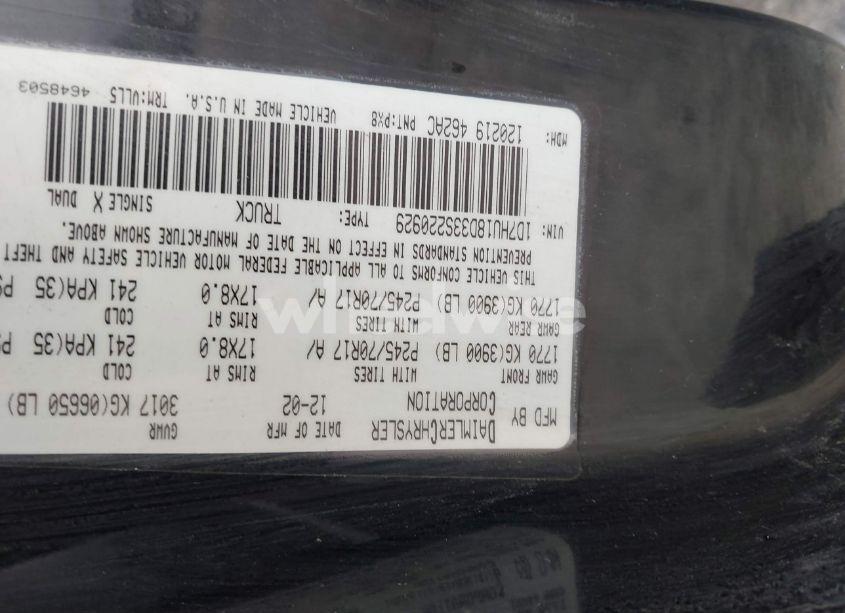 MFD BY DAIMLERCHRYSLER CORPORATION
DATE OF MFR 12-02
GVWR 3017 KG(06650 LB)
GAWR FRONT 1770 KG(3900 LB)
WITH TIRES P245/70R17 A/
RIMS AT 17X8.0
COLD 241 KPA(35
GAWR REAR 1770 KG(3900 LB)
WITH TIRES P245/70R17 A/
RIMS AT 17X8.0
COLD 241 KPA(35
THIS VEHICLE CONFORMS TO ALL APPLICABLE FEDERAL MOTOR VEHICLE SAFETY AND THEFT
PREVENTION STANDARDS IN EFFECT ON THE DATE OF MANUFACTURE SHOWN ABOVE.
VIN: 1D7HU18D33S220929 TYPE: TRUCK SINGLE X DUAL
MDH: 120219 462AC PNT:PX8 VEHICLE MADE IN U.S.A. TRM:VLL5 4648503